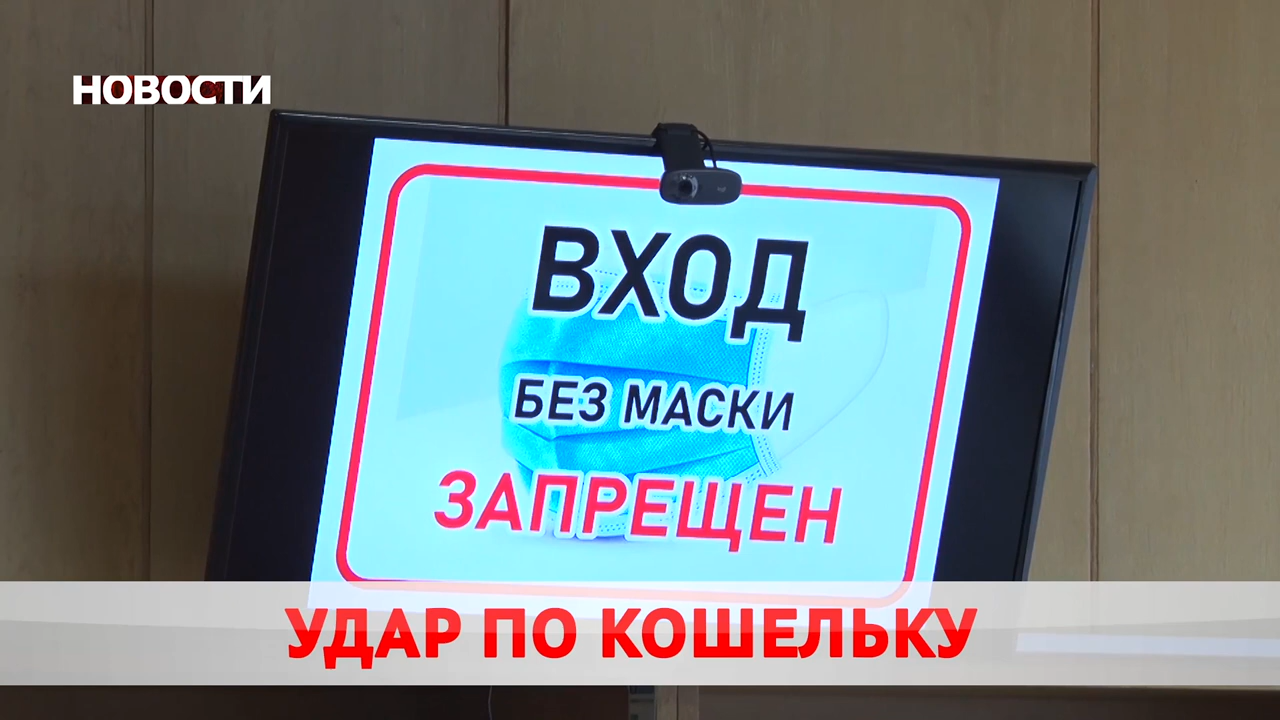 НОВОСТИ
ВХОД
БЕЗ МАСКИ
ЗАПРЕЩЕН
УДАР ПО КОШЕЛЬКУ